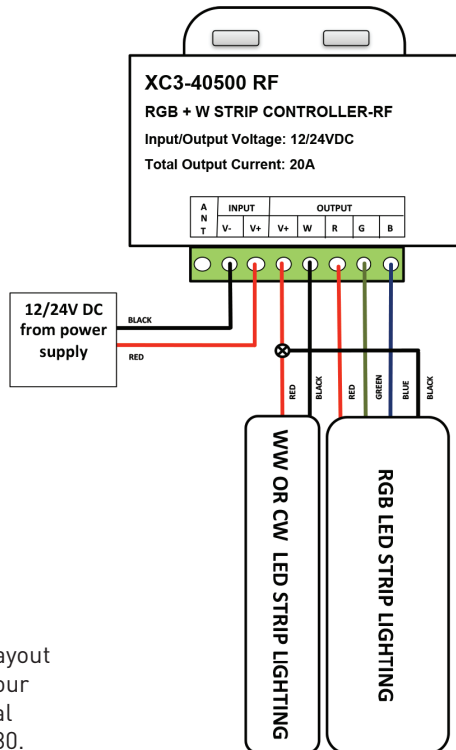 XC3-40500 RF
RGB + W STRIP CONTROLLER-RF
Input/Output Voltage: 12/24VDC
Total Output Current: 20A
ANT INPUT OUTPUT
V- V+ V+ W R G B
12/24V DC
from power
supply
BLACK
RED
RED
BLACK
RED
GREEN
BLUE
BLACK
WW OR CW LED STRIP LIGHTING
RGB LED STRIP LIGHTING